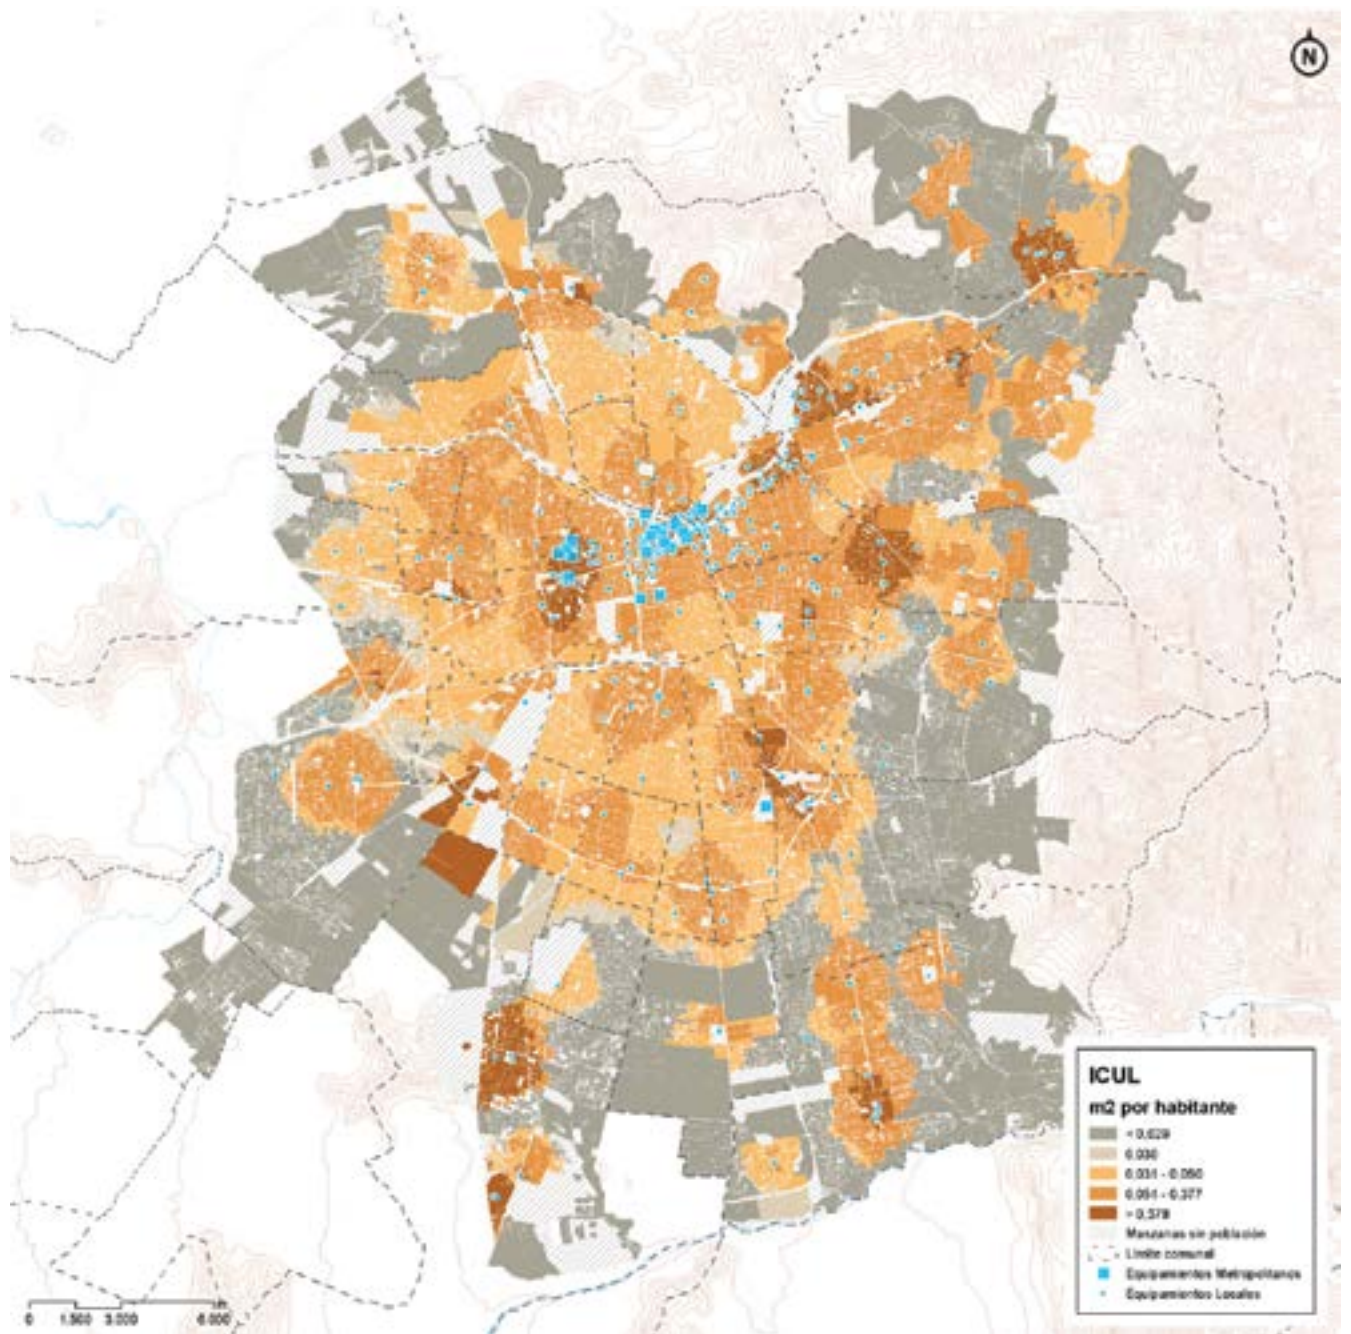 N
ICUL
m2 por habitante
< 0,029
0,030
0,031 - 0,050
0,051 - 0,377
> 0,378
Manzanas sin población
Límite comunal
Equipamientos Metropolitanos
Equipamientos Locales
0 1.500 3.000 6.000